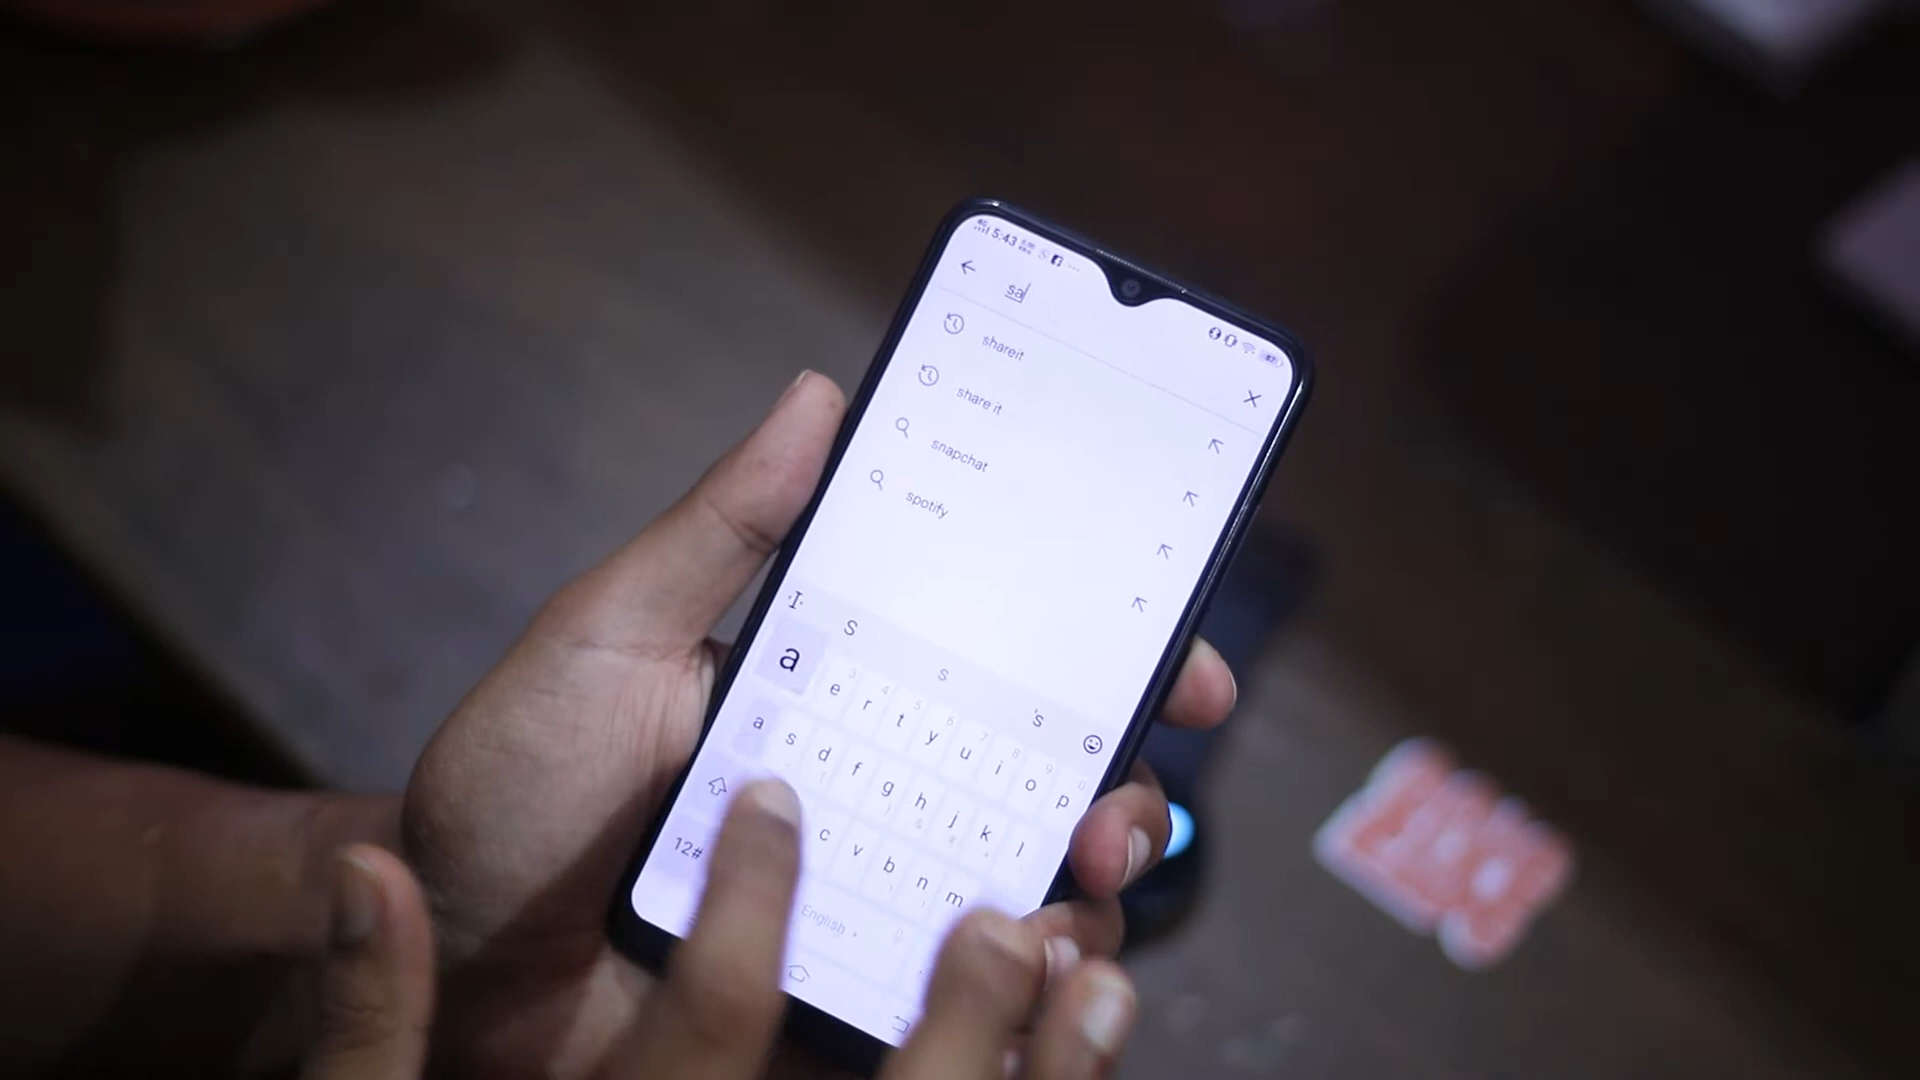 5:43
sa
shareit
share it
snapchat
spotify
S s 's
a
e r t y u i o p
a s d f g h j k l
c v b n m
12#
English